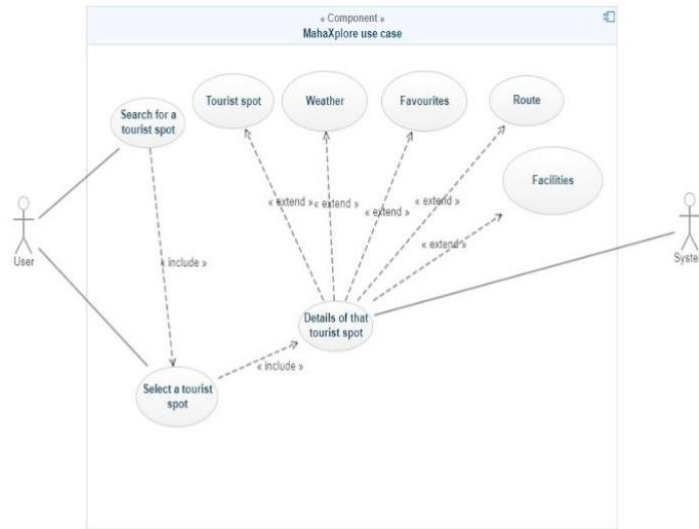 « Component »
MahaXplore use case
Search for a
tourist spot
Tourist spot
Weather
Favourites
Route
Facilities
« extend »
« extend »
« extend »
« extend »
« extend »
User
« include »
Syste
Details of that
tourist spot
« include »
Select a tourist
spot